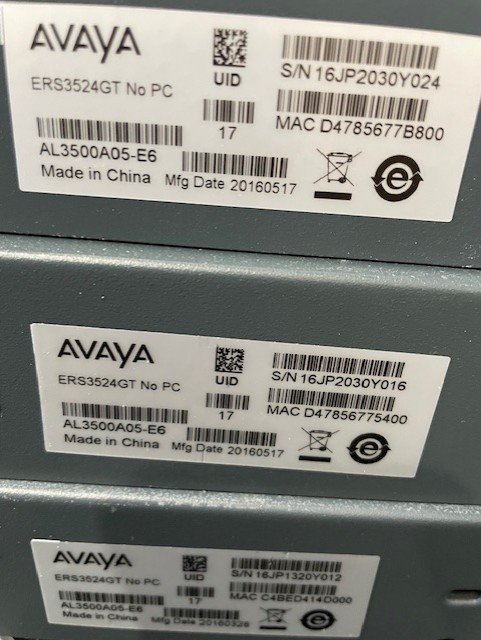 AVAYA
UID
S/N 16JP2030Y024
ERS3524GT No PC
17
MAC D4785677B800
AL3500A05-E6
Made in China
Mfg Date 20160517
AVAYA
UID
S/N 16JP2030Y016
ERS3524GT No PC
17
MAC D47856775400
AL3500A05-E6
Made in China
Mfg Date 20160517
AVAYA
UID
S/N 16JP1320Y012
ERS3524GT No PC
17
MAC C4BED414D000
AL3500A05-E6
Made in China
Mfg Date 20160326